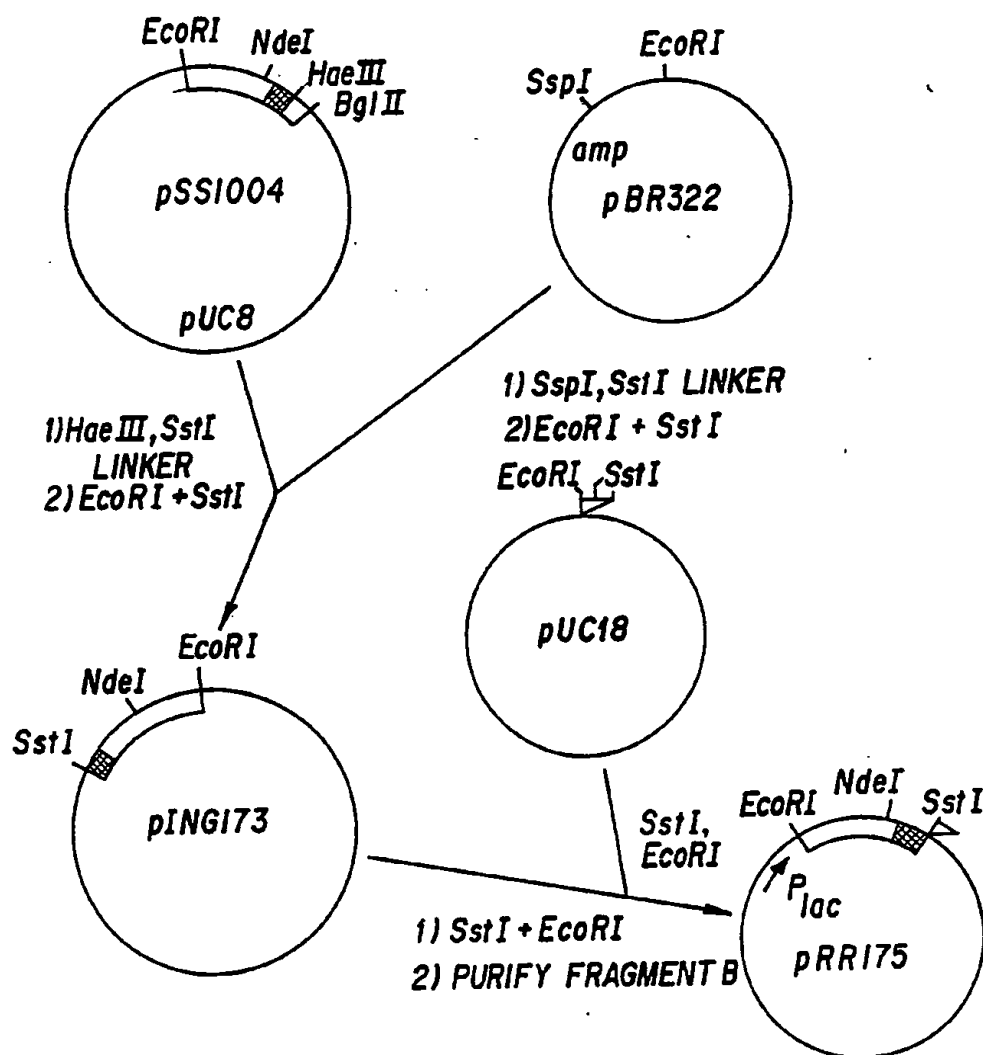 EcoRI
NdeI
HaeIII
BglII
pSS1004
pUC8
EcoRI
SspI
amp
pBR322
1)HaeIII,SstI
LINKER
2)EcoRI+SstI
1)SspI,SstI LINKER
2)EcoRI + SstI
EcoRI SstI
pUC18
EcoRI
NdeI
SstI
pING173
SstI,
EcoRI
1) SstI + EcoRI
2) PURIFY FRAGMENT B
EcoRI
NdeI
SstI
Plac
pRR175